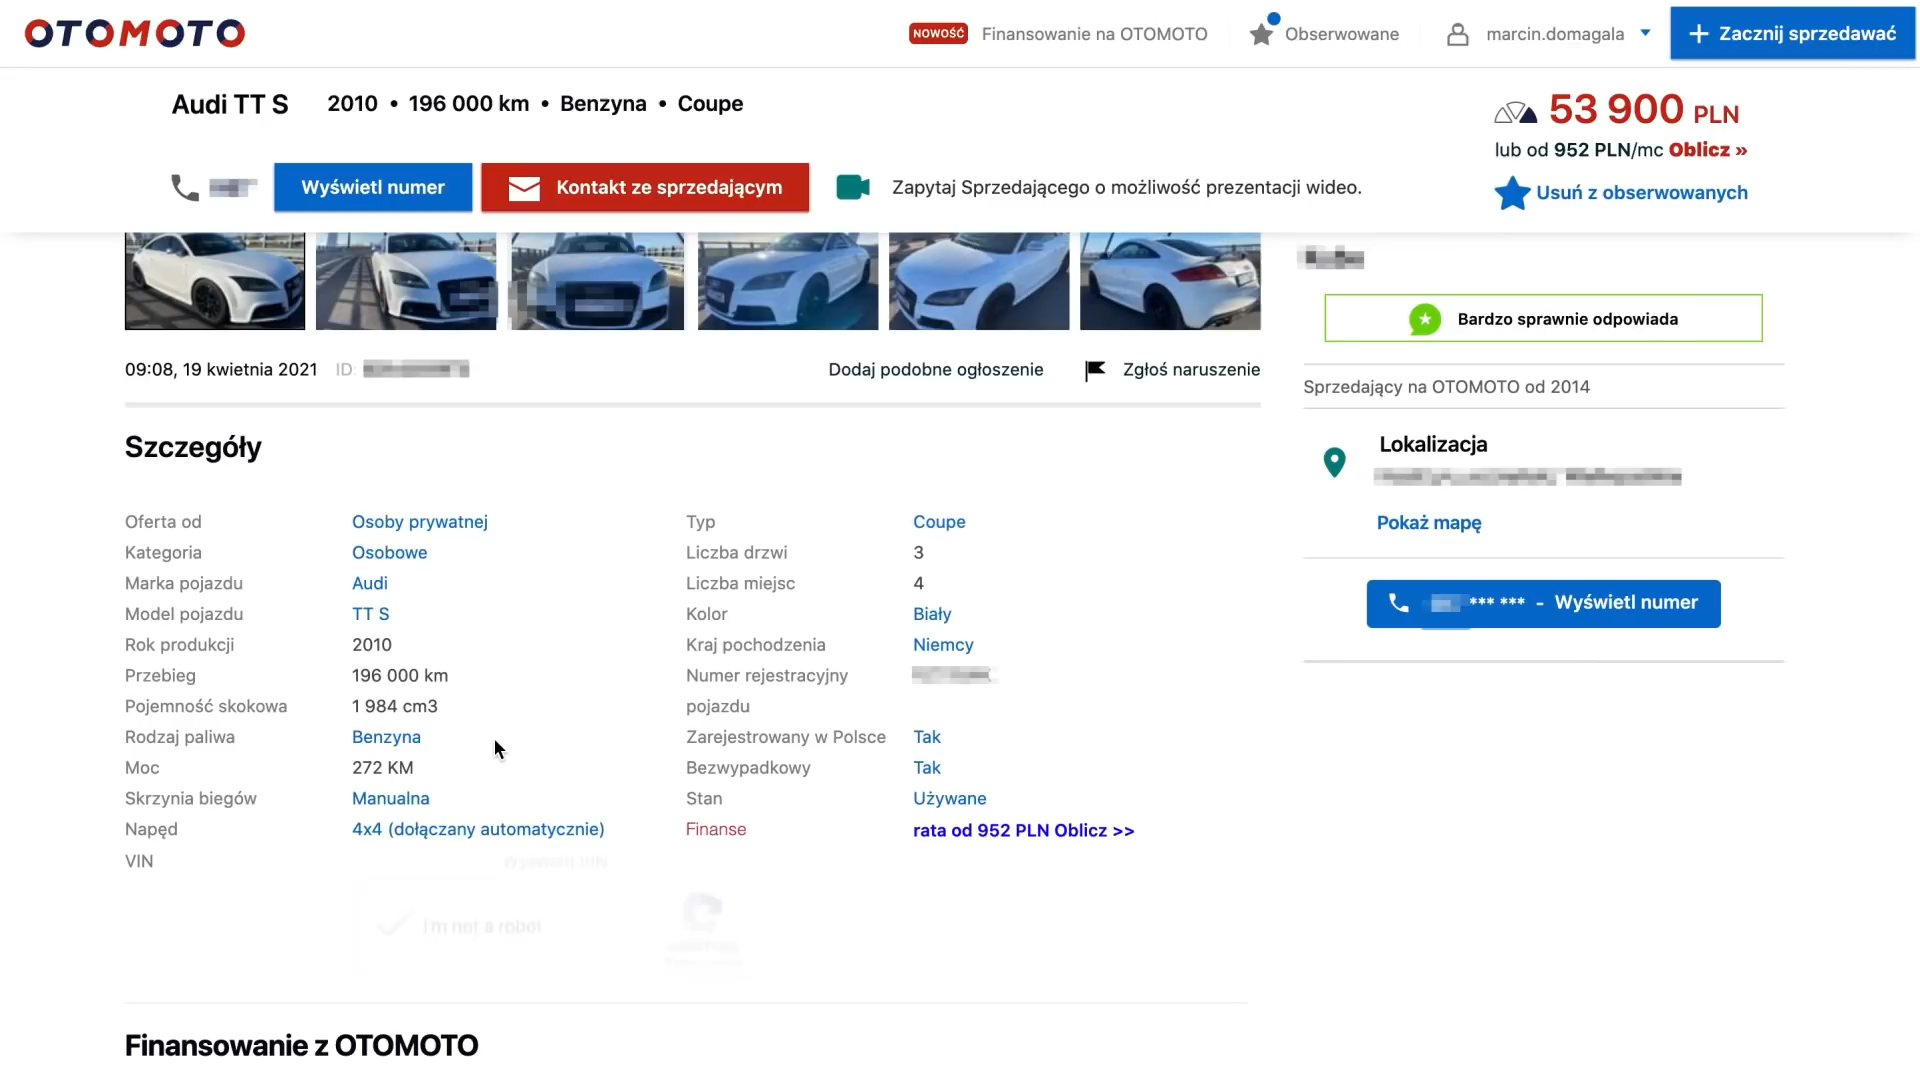 OTOMOTO
NOWOŚĆ Finansowanie na OTOMOTO
Obserwowane
marcin.domagala
+ Zacznij sprzedawać
Audi TT S 2010 • 196 000 km • Benzyna • Coupe
53 900 PLN
lub od 952 PLN/mc Oblicz »
Wyświetl numer
Kontakt ze sprzedającym
Zapytaj Sprzedającego o możliwość prezentacji wideo.
Usuń z obserwowanych
Bardzo sprawnie odpowiada
09:08, 19 kwietnia 2021 ID:
Dodaj podobne ogłoszenie
Zgłoś naruszenie
Sprzedający na OTOMOTO od 2014
Szczegóły
Lokalizacja
Pokaż mapę
*** *** - Wyświetl numer
Oferta od Osoby prywatnej
Kategoria Osobowe
Marka pojazdu Audi
Model pojazdu TT S
Rok produkcji 2010
Przebieg 196 000 km
Pojemność skokowa 1 984 cm3
Rodzaj paliwa Benzyna
Moc 272 KM
Skrzynia biegów Manualna
Napęd 4x4 (dołączany automatycznie)
VIN
Typ Coupe
Liczba drzwi 3
Liczba miejsc 4
Kolor Biały
Kraj pochodzenia Niemcy
Numer rejestracyjny
pojazdu
Zarejestrowany w Polsce Tak
Bezwypadkowy Tak
Stan Używane
Finanse rata od 952 PLN Oblicz >>
I'm not a robot
Finansowanie z OTOMOTO